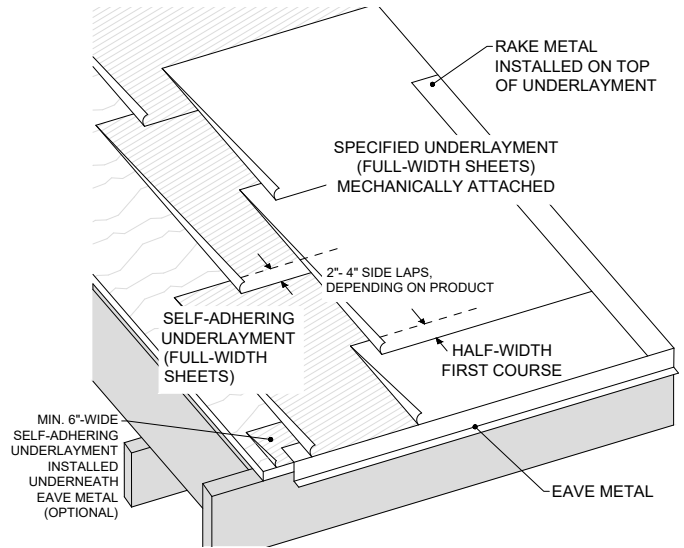 RAKE METAL
INSTALLED ON TOP
OF UNDERLAYMENT
SPECIFIED UNDERLAYMENT
(FULL-WIDTH SHEETS)
MECHANICALLY ATTACHED
2"- 4" SIDE LAPS,
DEPENDING ON PRODUCT
SELF-ADHERING
UNDERLAYMENT
(FULL-WIDTH
SHEETS)
HALF-WIDTH
FIRST COURSE
MIN. 6"-WIDE
SELF-ADHERING
UNDERLAYMENT
INSTALLED
UNDERNEATH
EAVE METAL
(OPTIONAL)
EAVE METAL